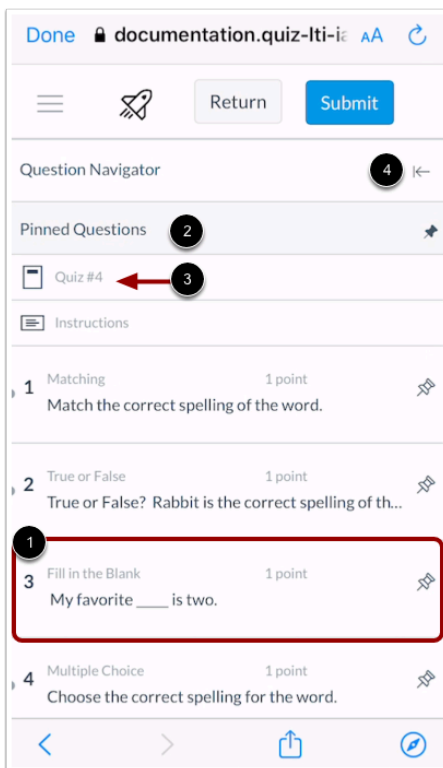 Done documentation.quiz-lti-ia AA
Return Submit
Question Navigator 4
Pinned Questions 2
Quiz #4 3
Instructions
Matching 1 point
1 Match the correct spelling of the word.
True or False 1 point
2 True or False? Rabbit is the correct spelling of th...
1
Fill in the Blank 1 point
3 My favorite ____ is two.
Multiple Choice 1 point
4 Choose the correct spelling for the word.